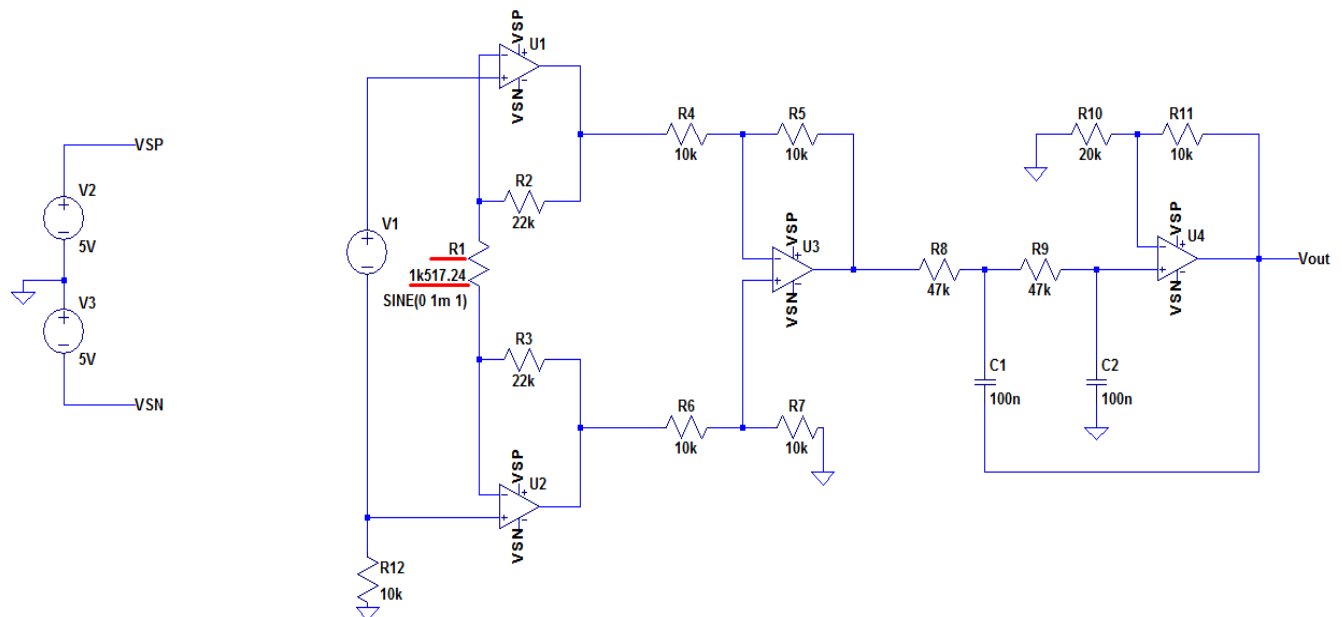 VSP
V2
5V
V3
5V
VSN
V1
R12
10k
VSP
U1
VSN
R2
22k
R1
1k517.24
SINE(0 1m 1)
R3
22k
VSP
U2
VSN
R4
10k
R5
10k
VSP
U3
VSN
R6
10k
R7
10k
R8
47k
R9
47k
C1
100n
C2
100n
R10
20k
R11
10k
VSP
U4
VSN
Vout